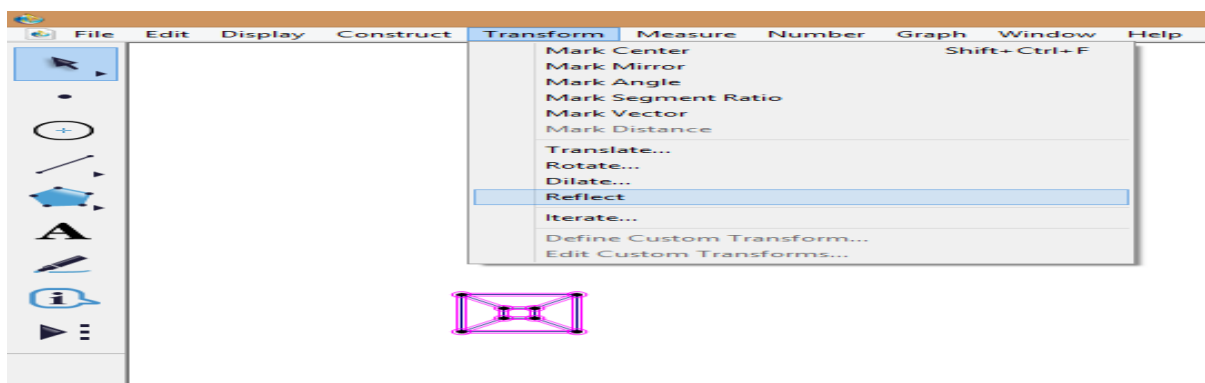 File Edit Display Construct Transform Measure Number Graph Window Help
Mark Center Shift+Ctrl+F
Mark Mirror
Mark Angle
Mark Segment Ratio
Mark Vector
Mark Distance
Translate...
Rotate...
Dilate...
Reflect
Iterate...
Define Custom Transform...
Edit Custom Transforms...
A
i